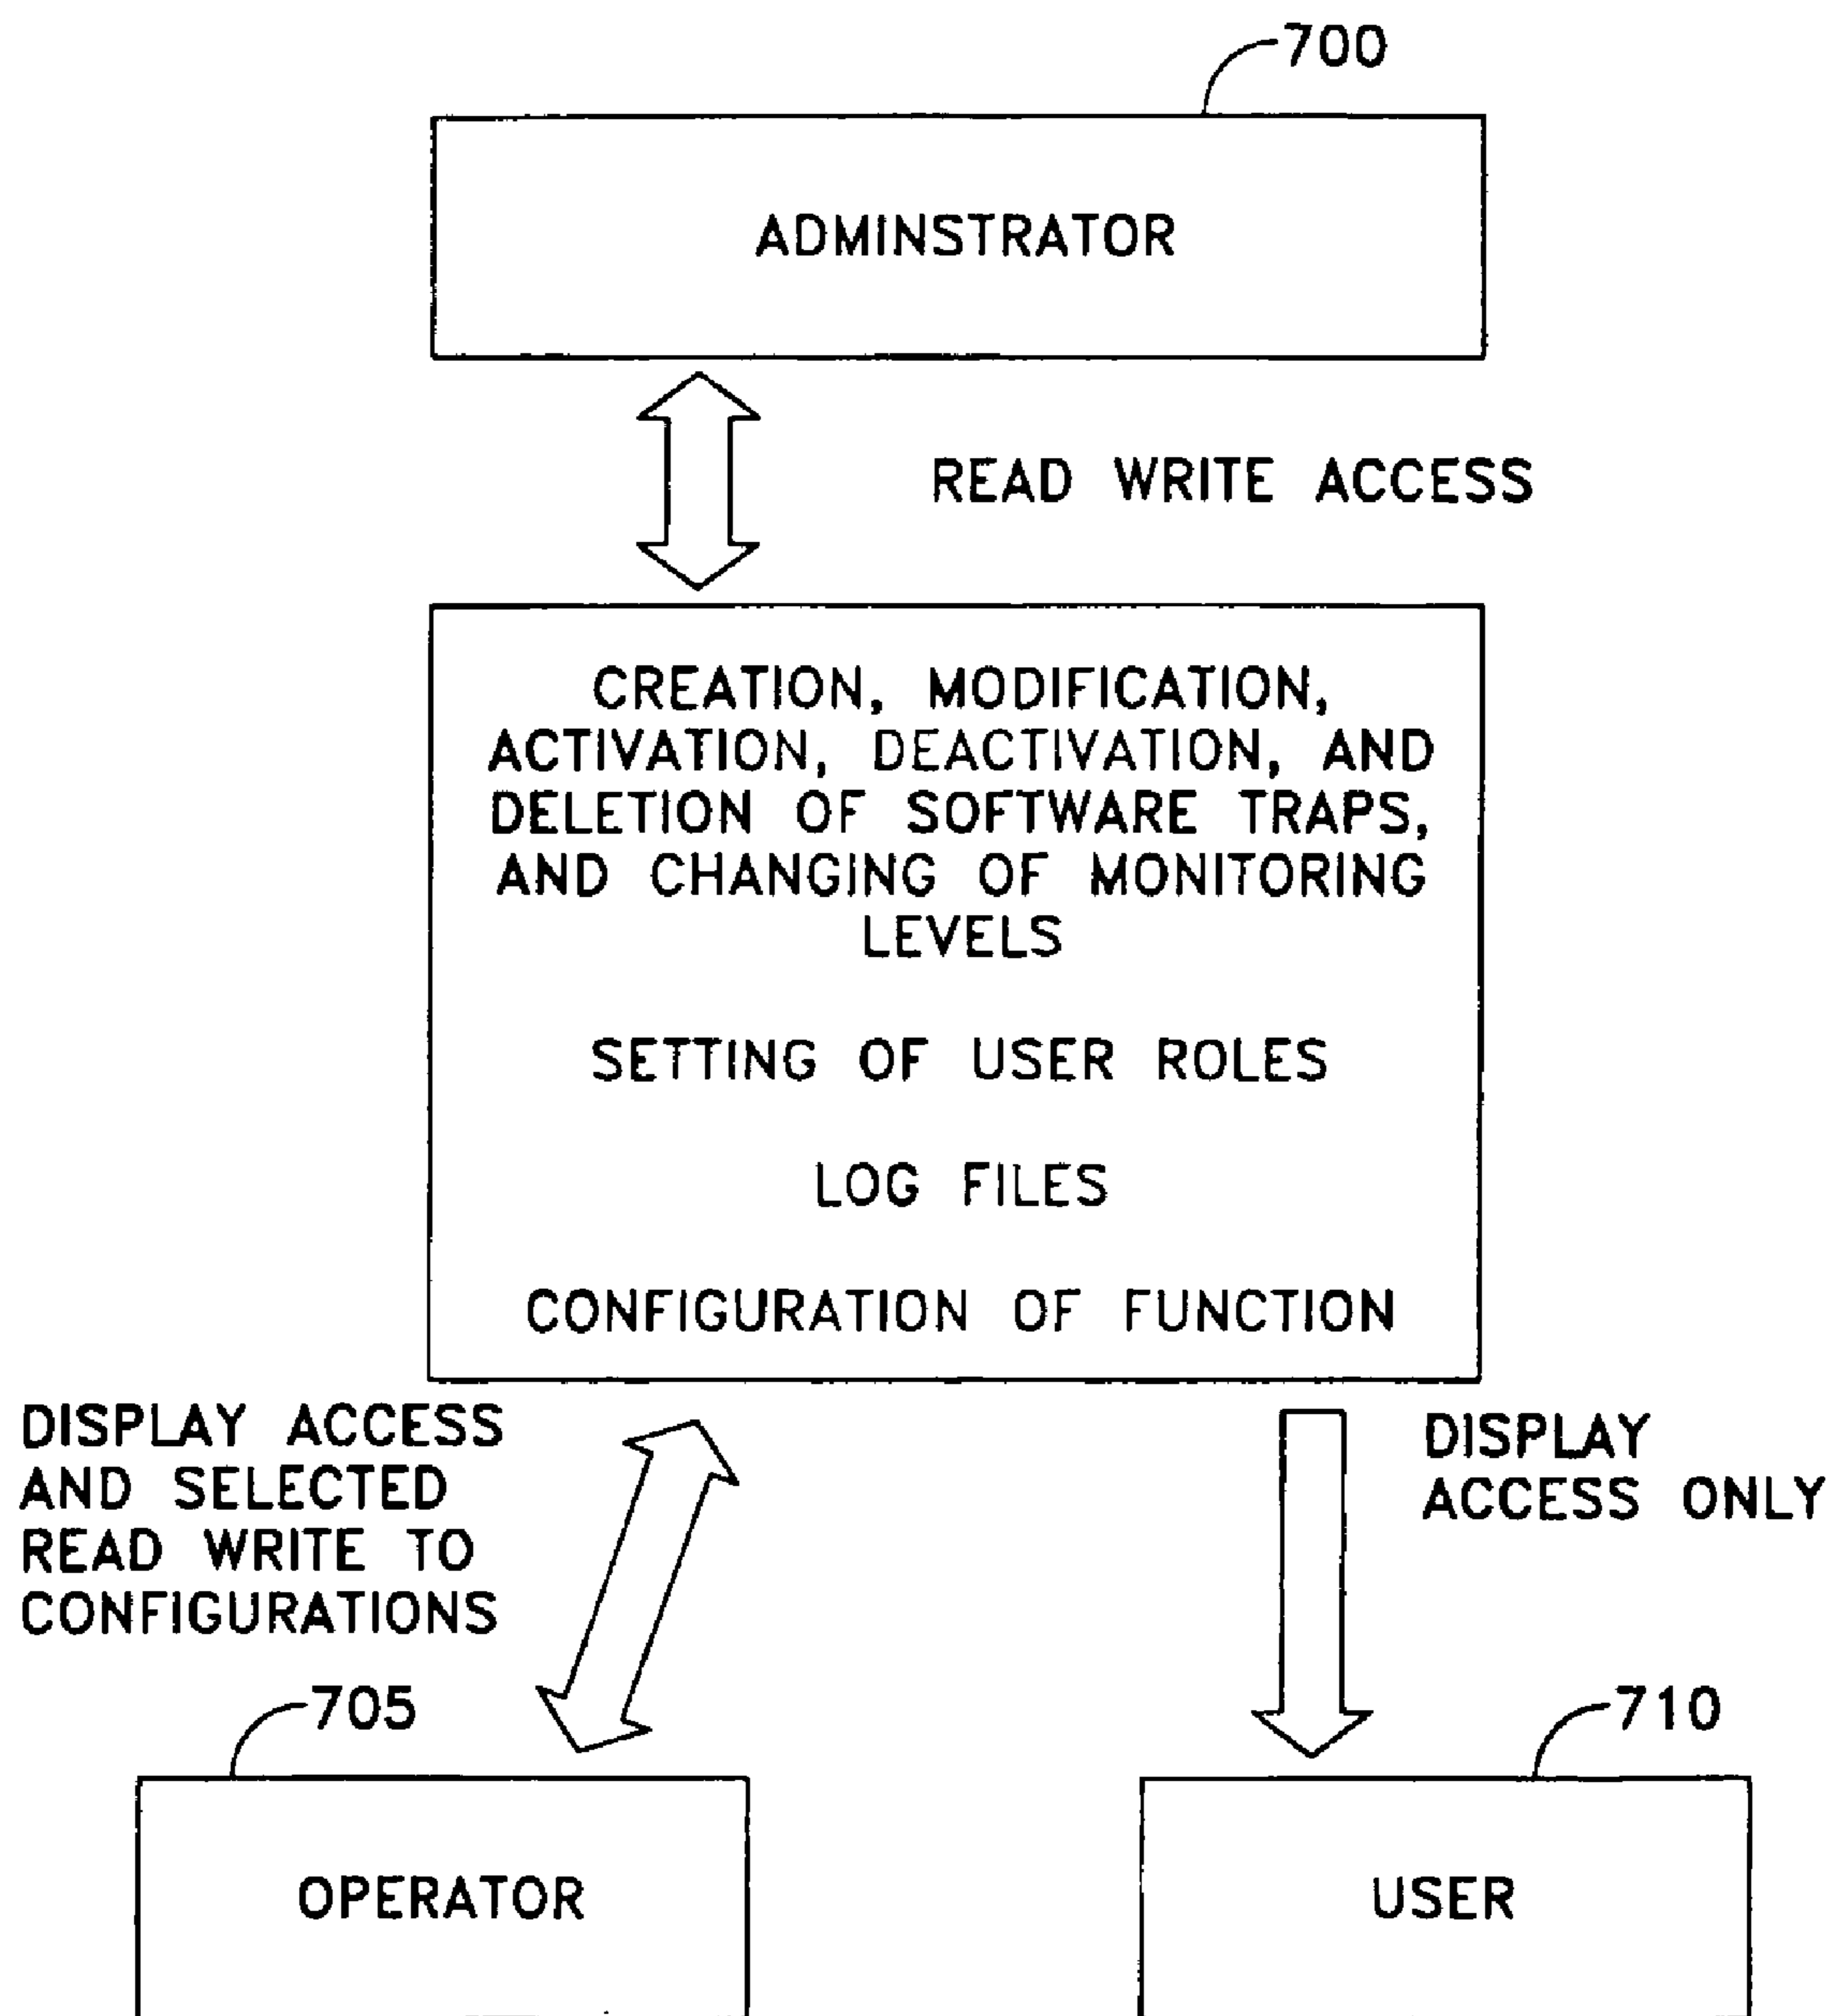 700
ADMINSTRATOR
READ WRITE ACCESS
CREATION, MODIFICATION,
ACTIVATION, DEACTIVATION, AND
DELETION OF SOFTWARE TRAPS,
AND CHANGING OF MONITORING
LEVELS
SETTING OF USER ROLES
LOG FILES
CONFIGURATION OF FUNCTION
DISPLAY ACCESS
AND SELECTED
READ WRITE TO
CONFIGURATIONS
DISPLAY
ACCESS ONLY
705
710
OPERATOR
USER